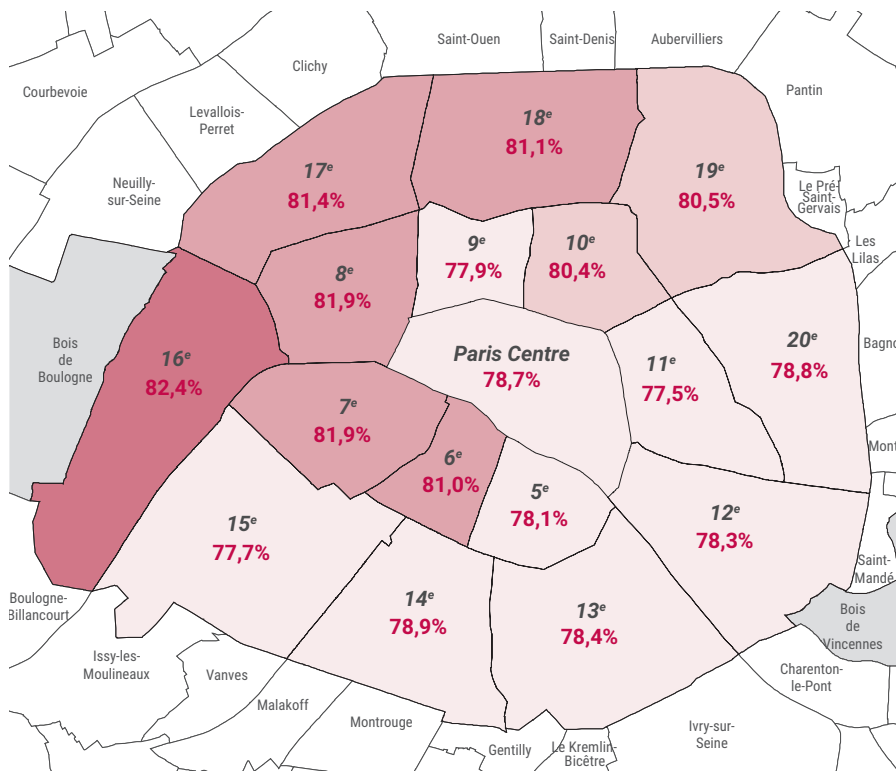 Saint-Ouen
Saint-Denis
Aubervilliers
Clichy
Courbevoie
Pantin
Levallois-
Perret
18e
81,1%
17e
81,4%
19e
80,5%
Neuilly-
sur-Seine
Le Pré-
Saint-
Gervais
9e
77,9%
10e
80,4%
Les
Lilas
8e
81,9%
20e
78,8%
Bagno
Bois
de
Boulogne
16e
82,4%
Paris Centre
78,7%
11e
77,5%
7e
81,9%
Mont
6e
81,0%
5e
78,1%
12e
78,3%
15e
77,7%
Saint-
Mandé
14e
78,9%
13e
78,4%
Boulogne-
Billancourt
Bois
de
Vincennes
Issy-les-
Moulineaux
Vanves
Charenton-
le-Pont
Malakoff
Montrouge
Ivry-sur-
Seine
Gentilly
Le Kremlin-
Bicêtre